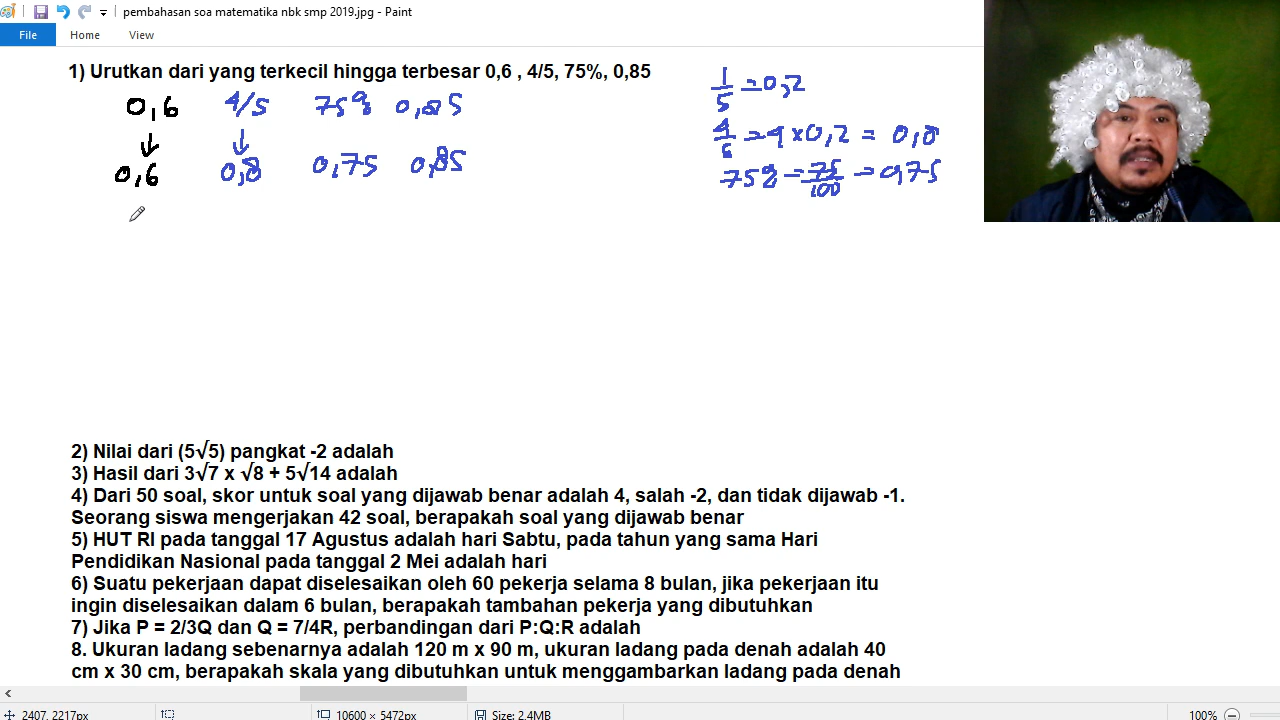 pembahasan soa matematika nbk smp 2019.jpg - Paint
File Home View
1) Urutkan dari yang terkecil hingga terbesar 0,6 , 4/5, 75%, 0,85
0,6 4/5 75% 0,85
0,6 0,8 0,75 0,85
1/5 = 0,2
4/5 = 4 x 0,2 = 0,8
75% = 75/100 = 0,75
2) Nilai dari (5√5) pangkat -2 adalah
3) Hasil dari 3√7 x √8 + 5√14 adalah
4) Dari 50 soal, skor untuk soal yang dijawab benar adalah 4, salah -2, dan tidak dijawab -1.
Seorang siswa mengerjakan 42 soal, berapakah soal yang dijawab benar
5) HUT RI pada tanggal 17 Agustus adalah hari Sabtu, pada tahun yang sama Hari
Pendidikan Nasional pada tanggal 2 Mei adalah hari
6) Suatu pekerjaan dapat diselesaikan oleh 60 pekerja selama 8 bulan, jika pekerjaan itu
ingin diselesaikan dalam 6 bulan, berapakah tambahan pekerja yang dibutuhkan
7) Jika P = 2/3Q dan Q = 7/4R, perbandingan dari P:Q:R adalah
8. Ukuran ladang sebenarnya adalah 120 m x 90 m, ukuran ladang pada denah adalah 40
cm x 30 cm, berapakah skala yang dibutuhkan untuk menggambarkan ladang pada denah
2407, 2217px 10600 × 5472px Size: 2.4MB 100%